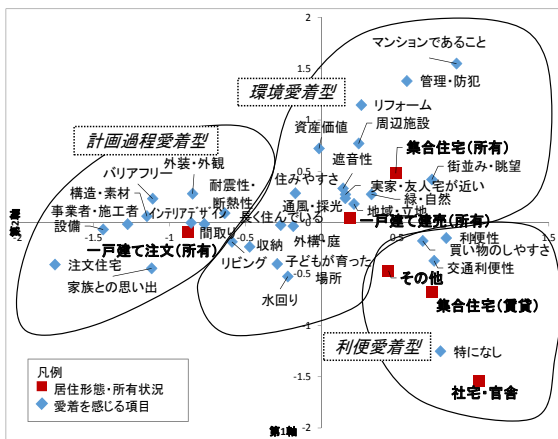 2
マンションであること
1.5
環境愛着型
管理・防犯
リフォーム
周辺施設
1
計画過程愛着型
資産価値
集合住宅(所有)
バリアフリー
外装・外観
遮音性
街並み・眺望
構造・素材
耐震性・
断熱性
住みやすさ
実家・友人宅が近い
0.5
事業者・施工者
インテリアデザイン
通風・採光
緑・自然
長く住んでいる
地域・立地
設備
間取り
一戸建て注文(所有)
一戸建て建売(所有)
第2軸
-2
-1.5
-1
-0.5
0
0.5
1.5
収納
外構・庭
利便性
買い物のしやすさ
注文住宅
リビング
子どもが育った
場所
交通利便性
家族との思い出
水回り
その他
-0.5
集合住宅(賃貸)
-1
利便愛着型
特になし
凡例
居住形態・所有状況
愛着を感じる項目
社宅・官舎
-1.5
第1軸
-2